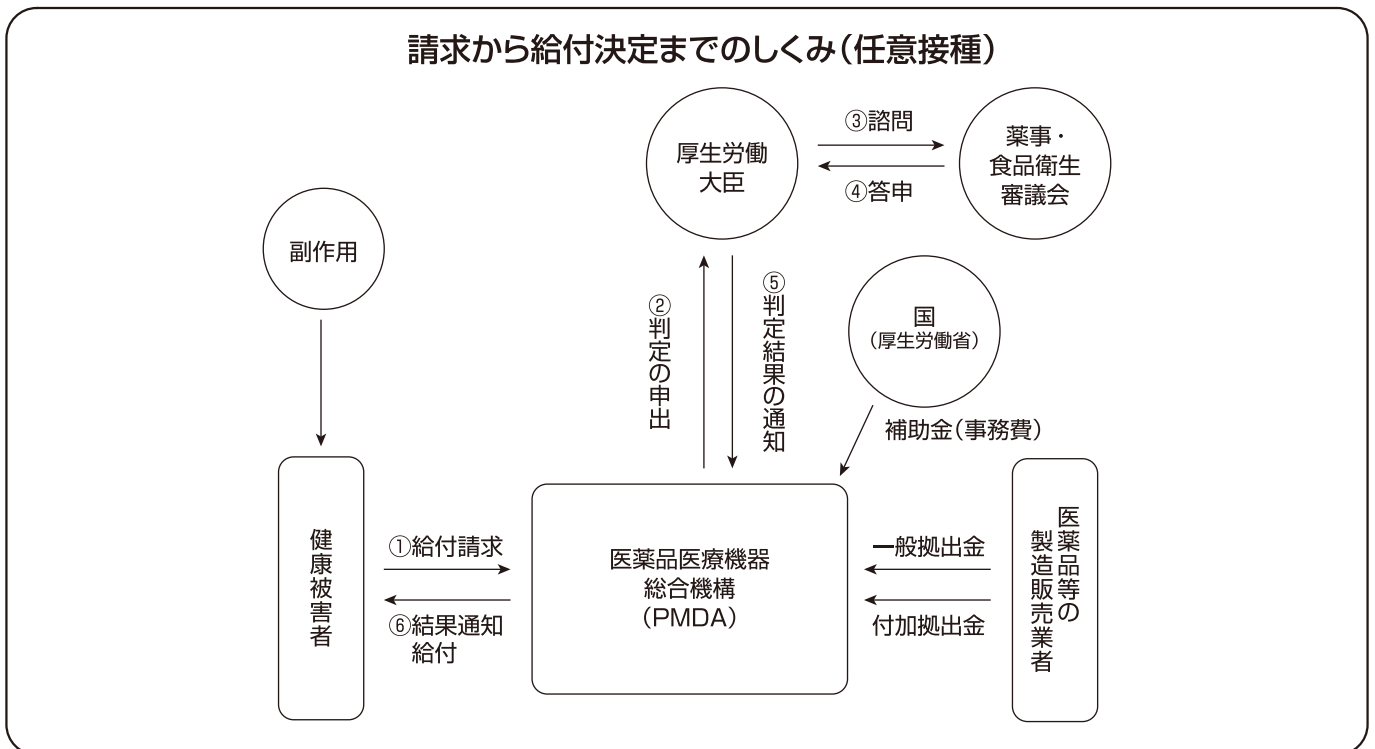 請求から給付決定までのしくみ（任意接種）
厚生労働
大臣
③諮問
④答申
薬事・
食品衛生
審議会
副作用
②判定の申出
⑤判定結果の通知
国
（厚生労働省）
補助金（事務費）
健康被害者
①給付請求
⑥結果通知
給付
医薬品医療機器
総合機構
（PMDA）
一般拠出金
付加拠出金
医薬品等の
製造販売業者